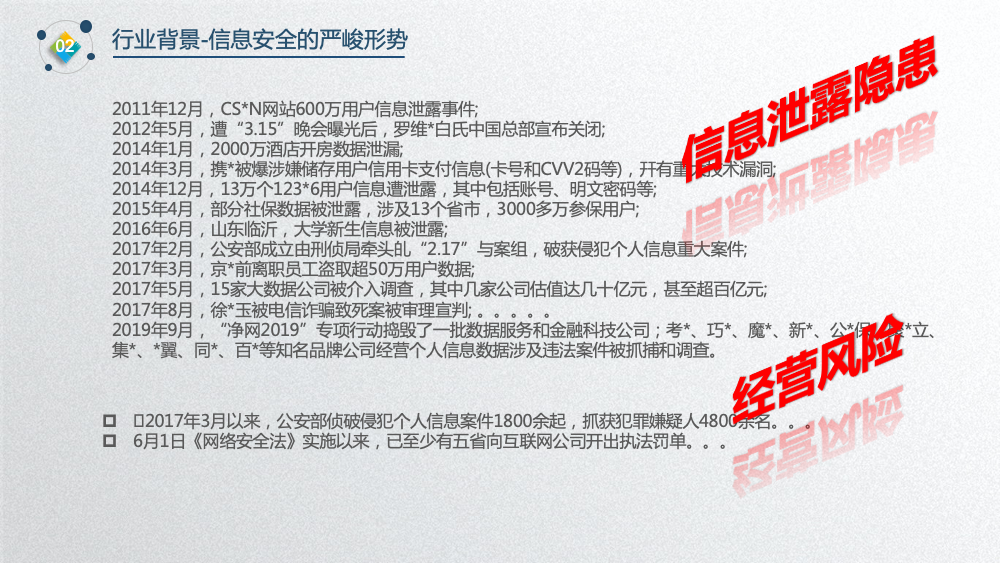 02
行业背景-信息安全的严峻形势
信息泄露隐患
2011年12月，CS*N网站600万用户信息泄露事件;
2012年5月，遭“3.15”晚会曝光后，罗维*白氏中国总部宣布关闭;
2014年1月，2000万酒店开房数据泄漏;
2014年3月，携*被爆涉嫌储存用户信用卡支付信息(卡号和CVV2码等)，幵有重大技术漏洞;
2014年12月，13万个123*6用户信息遭泄露，其中包括账号、明文密码等;
2015年4月，部分社保数据被泄露，涉及13个省市，3000多万参保用户;
2016年6月，山东临沂，大学新生信息被泄露;
2017年2月，公安部成立由刑侦局牵头癿“2.17”与案组，破获侵犯个人信息重大案件;
2017年3月，京*前离职员工盗取超50万用户数据;
2017年5月，15家大数据公司被介入调查，其中几家公司估值达几十亿元，甚至超百亿元;
2017年8月，徐*玉被电信诈骗致死案被审理宣判; 。。。。。
2019年9月，“净网2019”专项行动捣毁了一批数据服务和金融科技公司；考*、巧*、魔*、新*、公*保、*立、
集*、*翼、同*、百*等知名品牌公司经营个人信息数据涉及违法案件被抓捕和调查。
经营风险
2017年3月以来，公安部侦破侵犯个人信息案件1800余起，抓获犯罪嫌疑人4800余名。。。
6月1日《网络安全法》实施以来，已至少有五省向互联网公司开出执法罚单。。。